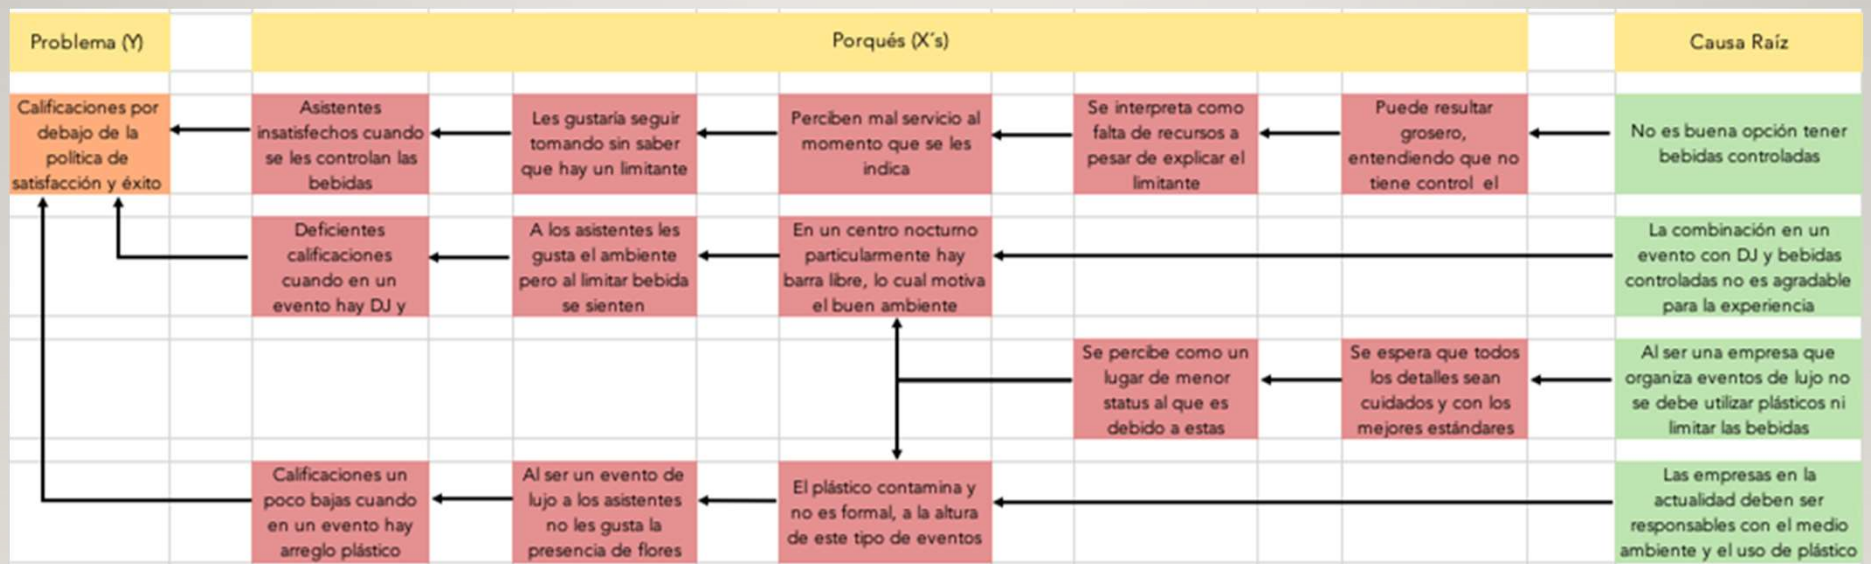 Problema (Y)
Porqués (X´s)
Causa Raíz
Calificaciones por
debajo de la
política de
satisfacción y éxito
Asistentes
insatisfechos cuando
se les controlan las
bebidas
Les gustaría seguir
tomando sin saber
que hay un limitante
Perciben mal servicio al
momento que se les
indica
Se interpreta como
falta de recursos a
pesar de explicar el
limitante
Puede resultar
grosero,
entendiendo que no
tiene control el
No es buena opción tener
bebidas controladas
Deficientes
calificaciones
cuando en un
evento hay DJ y
A los asistentes les
gusta el ambiente
pero al limitar bebida
se sienten
En un centro nocturno
particularmente hay
barra libre, lo cual motiva
el buen ambiente
La combinación en un
evento con DJ y bebidas
controladas no es agradable
para la experiencia
Se percibe como un
lugar de menor
status al que es
debido a estas
Se espera que todos
los detalles sean
cuidados y con los
mejores estándares
Al ser una empresa que
organiza eventos de lujo no
se debe utilizar plásticos ni
limitar las bebidas
Calificaciones un
poco bajas cuando
en un evento hay
arreglo plástico
Al ser un evento de
lujo a los asistentes
no les gusta la
presencia de flores
El plástico contamina y
no es formal, a la altura
de este tipo de eventos
Las empresas en la
actualidad deben ser
responsables con el medio
ambiente y el uso de plástico